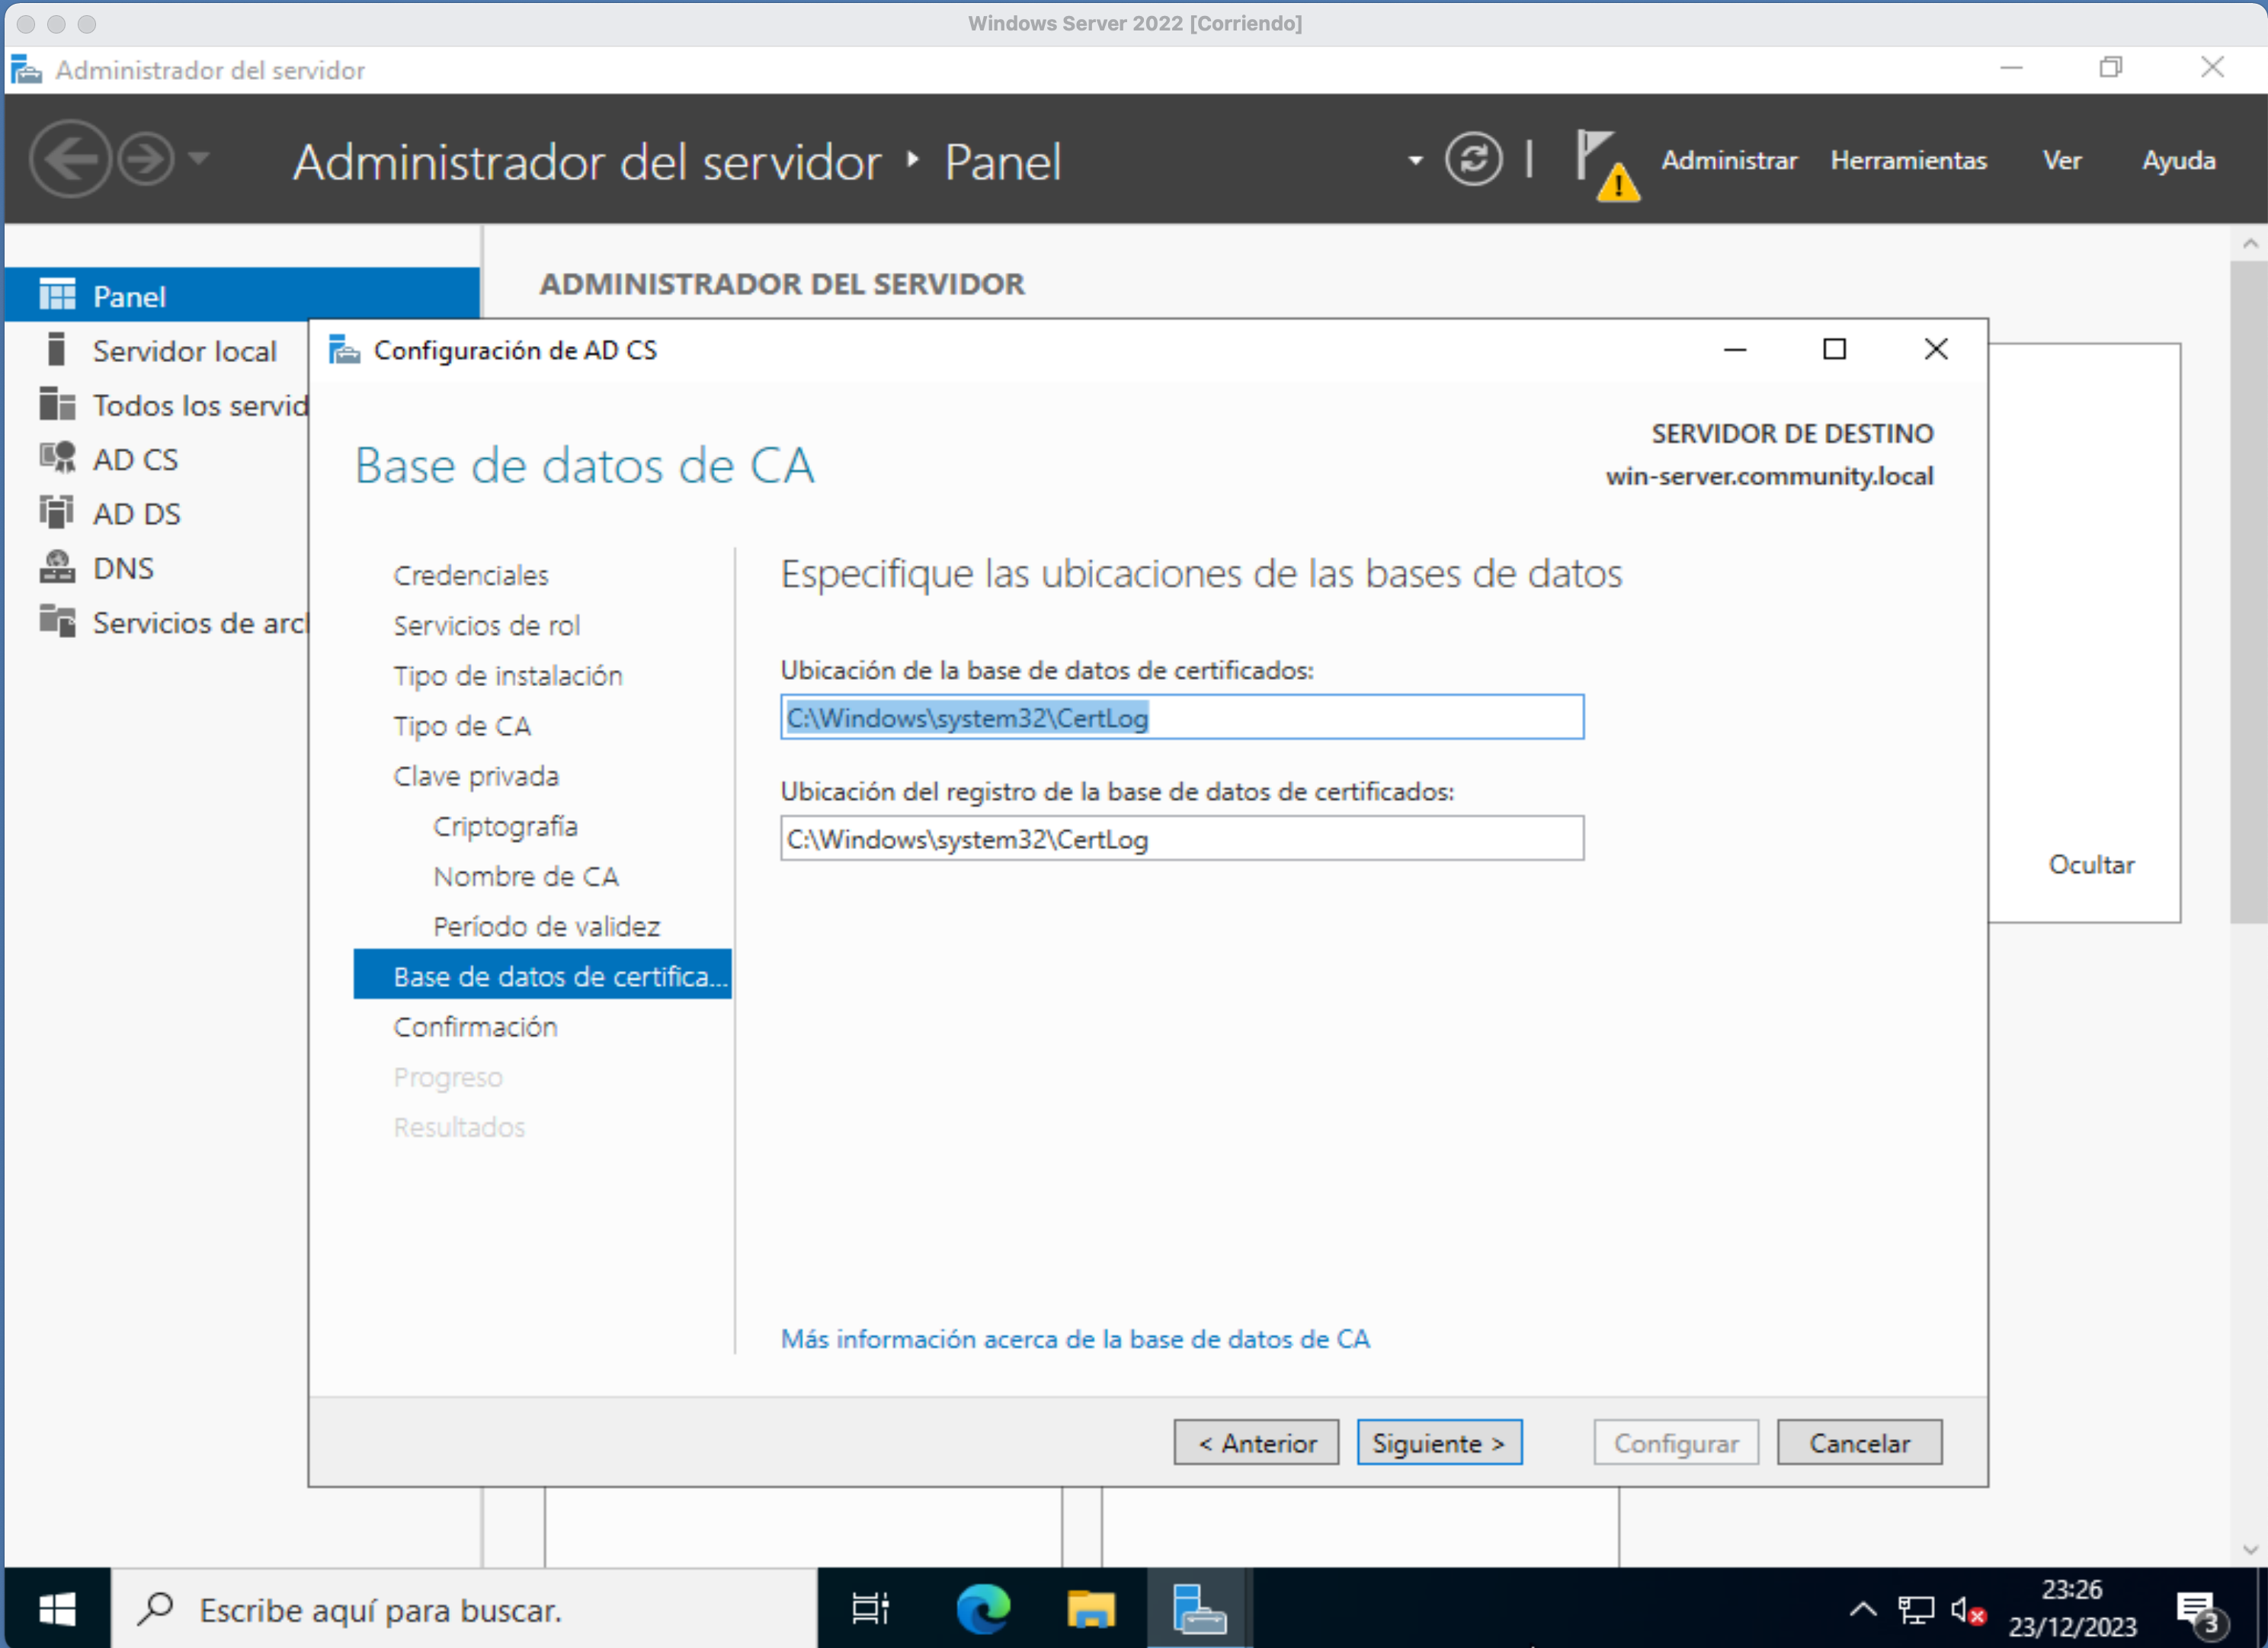 Windows Server 2022 [Corriendo]
Administrador del servidor
Administrador del servidor ‣ Panel
Administrar Herramientas Ver Ayuda
Panel
Servidor local
Todos los servid
AD CS
AD DS
DNS
Servicios de arc
ADMINISTRADOR DEL SERVIDOR
Configuración de AD CS
Base de datos de CA
SERVIDOR DE DESTINO
win-server.community.local
Credenciales
Servicios de rol
Tipo de instalación
Tipo de CA
Clave privada
Criptografía
Nombre de CA
Período de validez
Base de datos de certifica...
Confirmación
Progreso
Resultados
Especifique las ubicaciones de las bases de datos
Ubicación de la base de datos de certificados:
C:\Windows\system32\CertLog
Ubicación del registro de la base de datos de certificados:
C:\Windows\system32\CertLog
Más información acerca de la base de datos de CA
< Anterior Siguiente > Configurar Cancelar
Ocultar
Escribe aquí para buscar.
23:26
23/12/2023
3